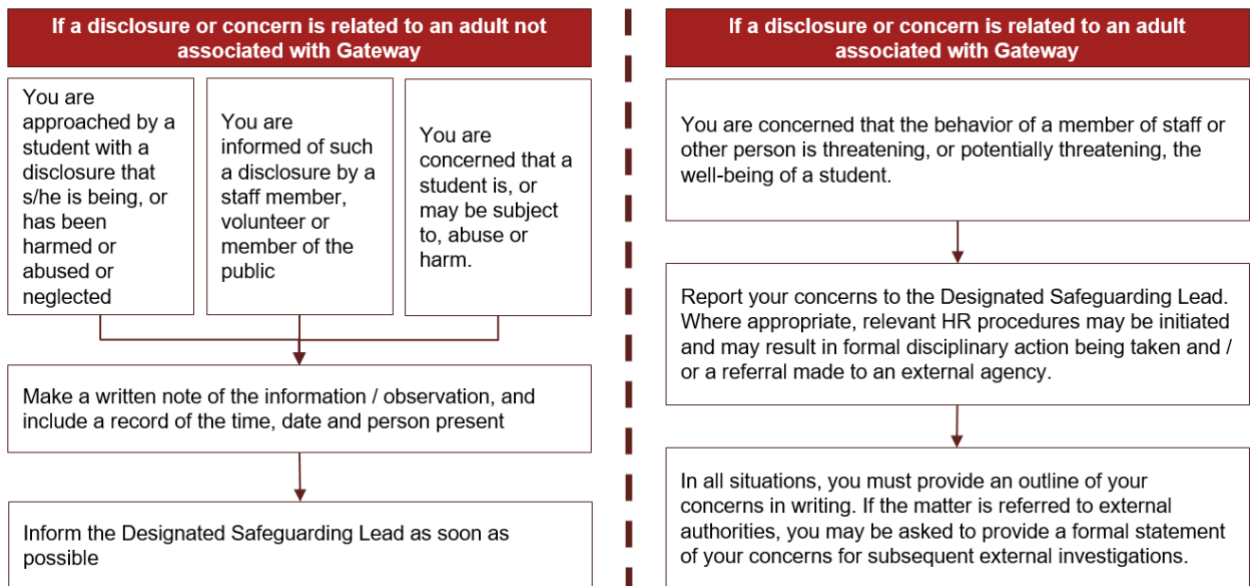 If a disclosure or concern is related to an adult not
associated with Gateway
You are
approached by a
student with a
disclosure that
s/he is being, or
has been
harmed or
abused or
neglected
You are
informed of such
a disclosure by a
staff member,
volunteer or
member of the
public
You are
concerned that a
student is, or
may be subject
to, abuse or
harm.
Make a written note of the information / observation, and
include a record of the time, date and person present
Inform the Designated Safeguarding Lead as soon as
possible
If a disclosure or concern is related to an adult
associated with Gateway
You are concerned that the behavior of a member of staff or
other person is threatening, or potentially threatening, the
well-being of a student.
Report your concerns to the Designated Safeguarding Lead.
Where appropriate, relevant HR procedures may be initiated
and may result in formal disciplinary action being taken and /
or a referral made to an external agency.
In all situations, you must provide an outline of your
concerns in writing. If the matter is referred to external
authorities, you may be asked to provide a formal statement
of your concerns for subsequent external investigations.